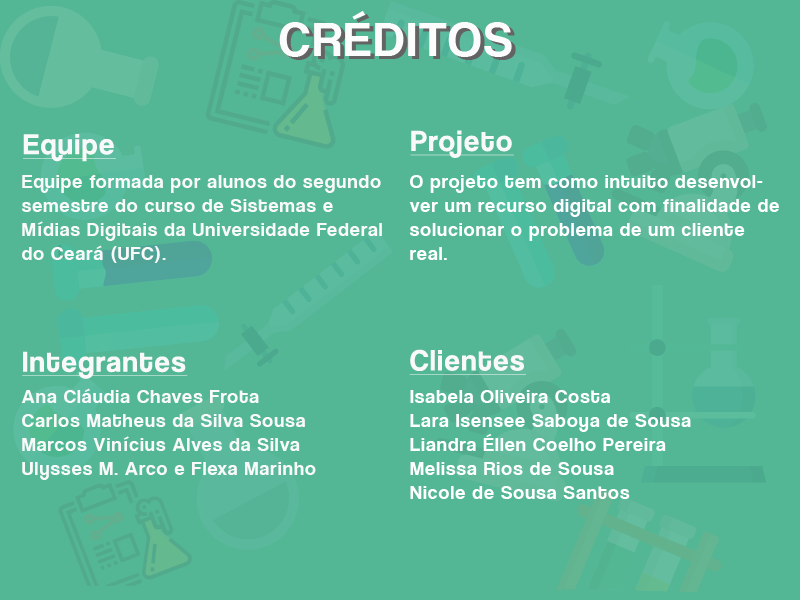 CRÉDITOS
Equipe
Equipe formada por alunos do segundo
semestre do curso de Sistemas e
Mídias Digitais da Universidade Federal
do Ceará (UFC).
Projeto
O projeto tem como intuito desenvol-
ver um recurso digital com finalidade de
solucionar o problema de um cliente
real.
Integrantes
Ana Cláudia Chaves Frota
Carlos Matheus da Silva Sousa
Marcos Vinícius Alves da Silva
Ulysses M. Arco e Flexa Marinho
Clientes
Isabela Oliveira Costa
Lara Isensee Saboya de Sousa
Liandra Éllen Coelho Pereira
Melissa Rios de Sousa
Nicole de Sousa Santos